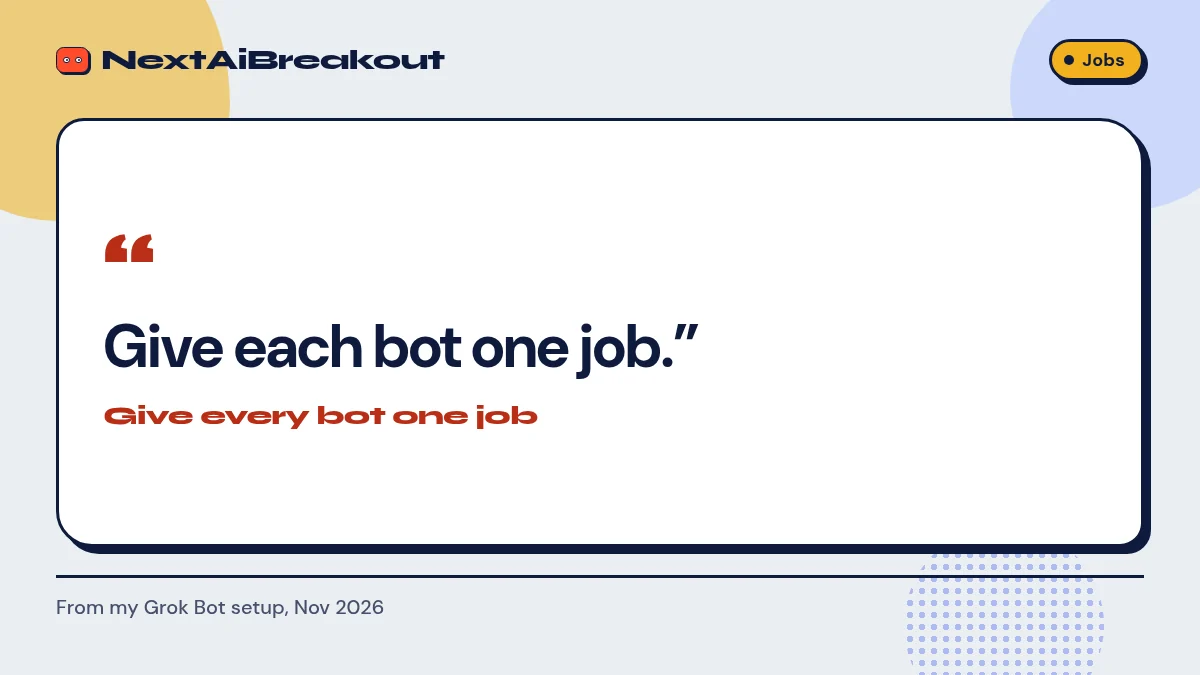 NextAiBreakout
Jobs
“
Give each bot one job.”
Give every bot one job
From my Grok Bot setup, Nov 2026